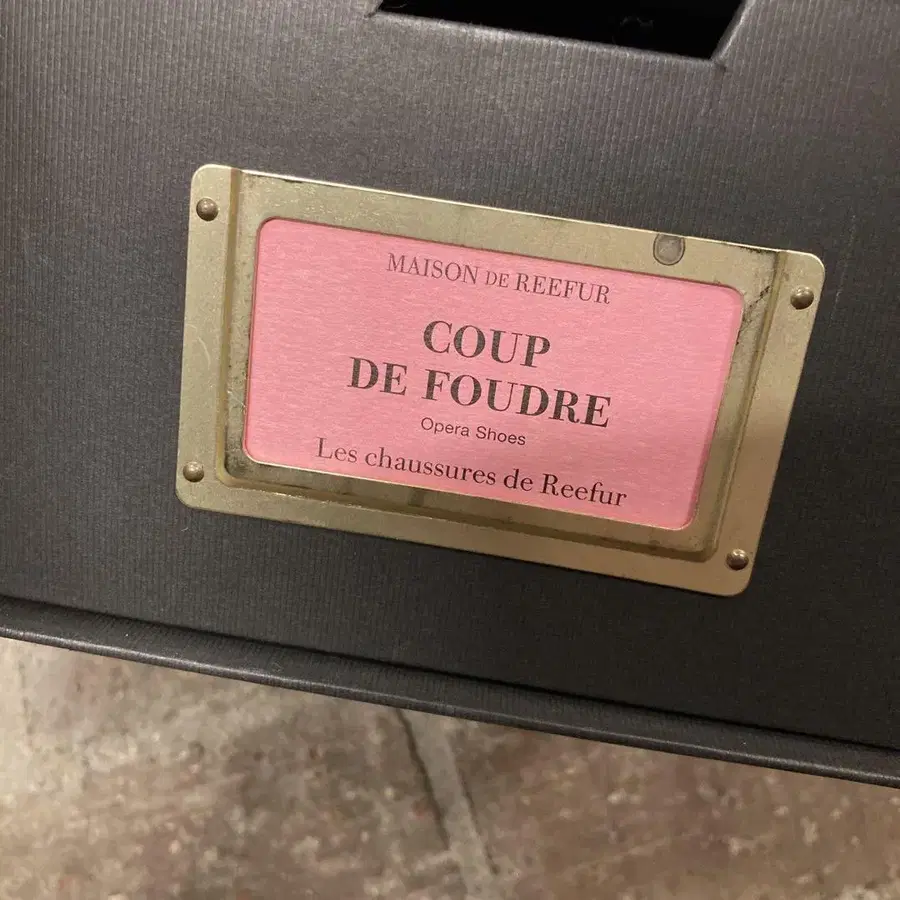 MAISON DE REEFUR
COUP
DE FOUDRE
Opera Shoes
Les chaussures de Reefur